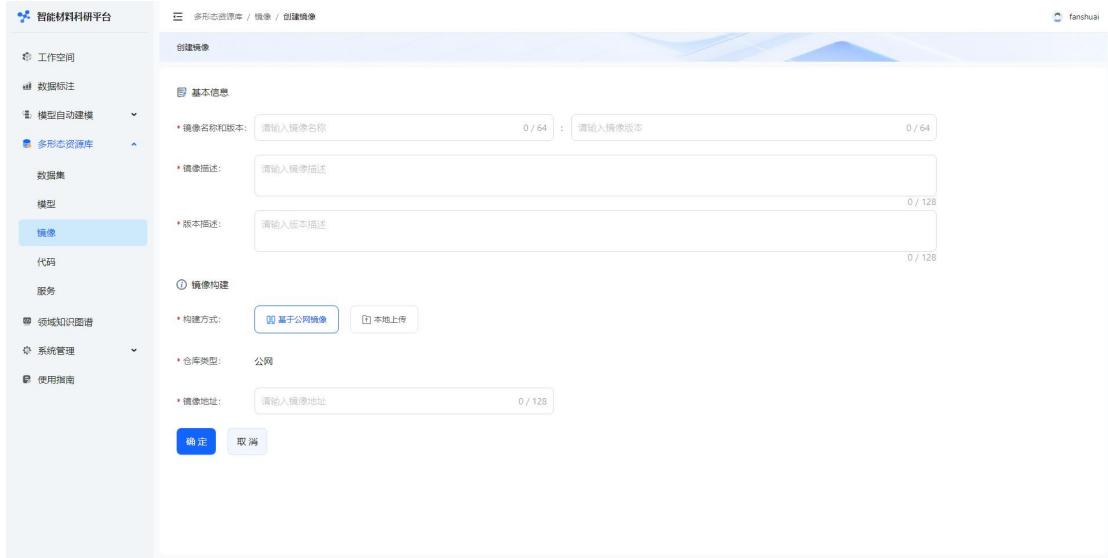 智能材料科研平台
多形态资源库 / 镜像 / 创建镜像
fanshuai
工作空间
数据标注
模型自动建模
多形态资源库
数据集
模型
镜像
代码
服务
领域知识图谱
系统管理
使用指南
创建镜像
基本信息
* 镜像名称和版本: 请输入镜像名称 0 / 64 : 请输入镜像版本 0 / 64
* 镜像描述: 请输入镜像描述
0 / 128
* 版本描述: 请输入版本描述
0 / 128
镜像构建
* 构建方式: 基于公网镜像 本地上传
* 仓库类型: 公网
* 镜像地址: 请输入镜像地址 0 / 128
确定 取消